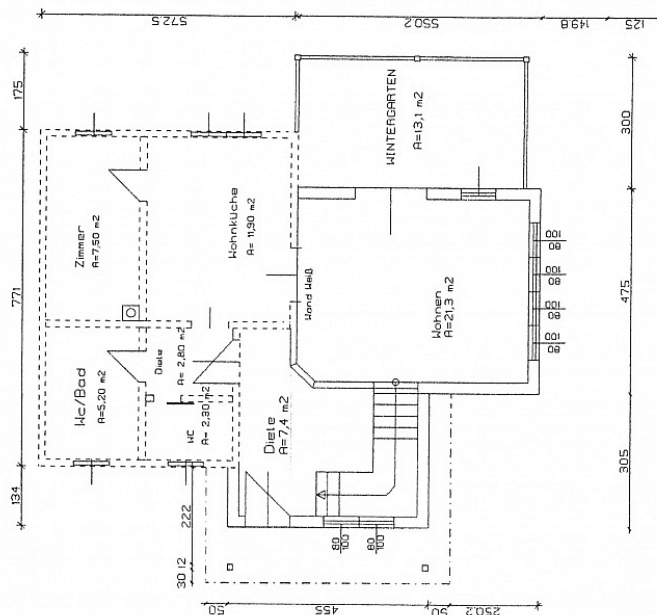 572.5
550.2
149.8
125
175
771
134
300
475
305
WINTERGARTEN
A=13,1 m2
Zimmer
A=7,50 m2
Wohnküche
A= 11,90 m2
Wand Weiß
Wohnen
A=21,3 m2
100
80
100
80
100
80
100
80
Wc/Bad
A=5,20 m2
Diele
A= 2,80 m2
WC
A= 2,30 m2
Diele
A=7,4 m2
80
100
80
100
222
30 12
50
455
50
250.2